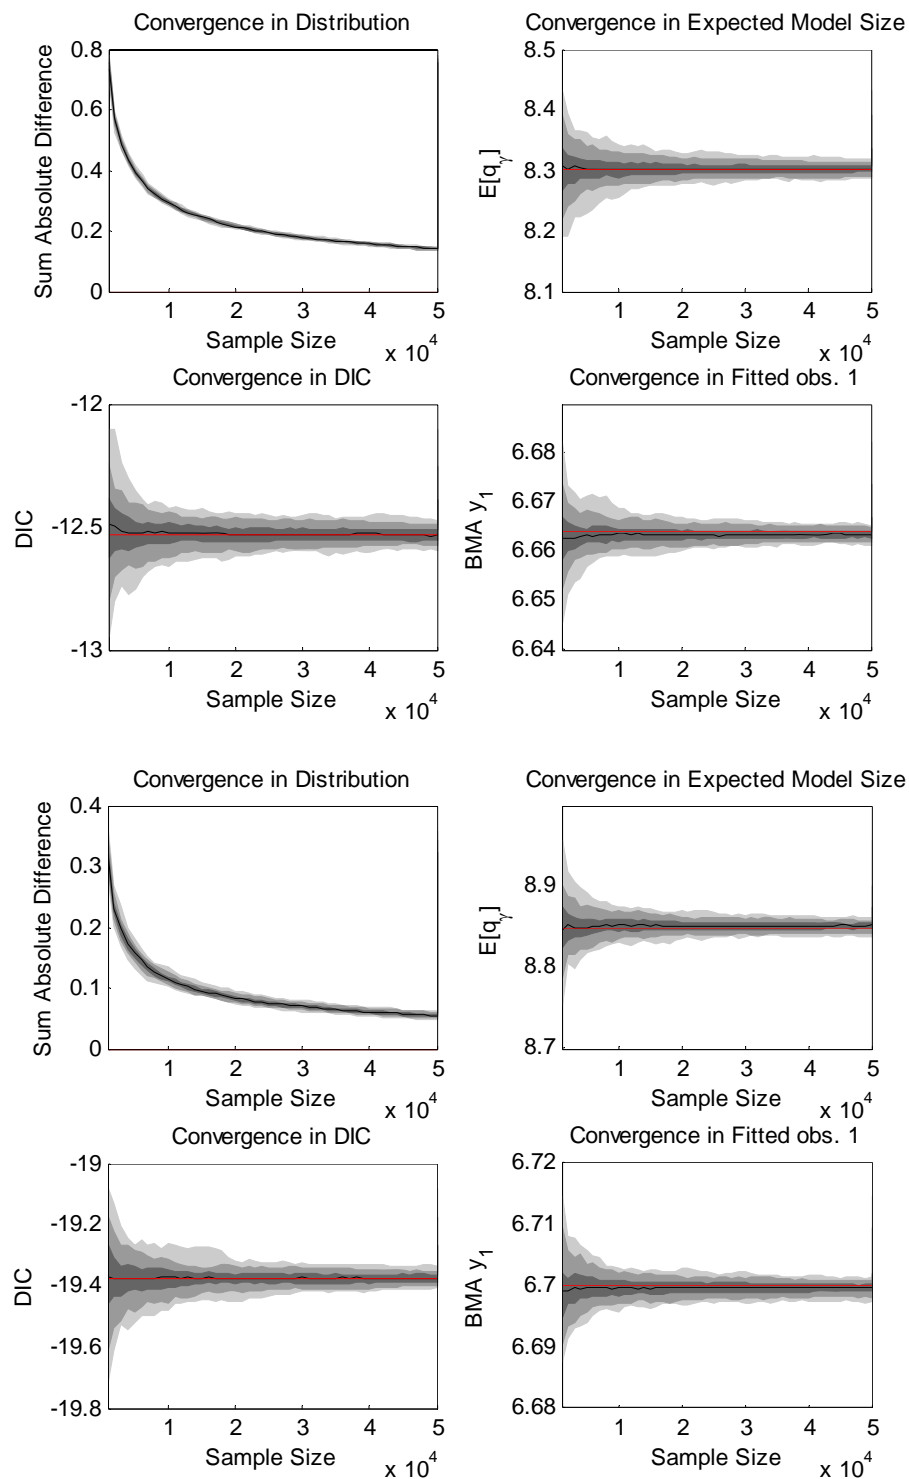 Convergence in Distribution
Sum Absolute Difference
0.8
0.6
0.4
0.2
0
1 2 3 4 5
Sample Size
x 10^4
Convergence in Expected Model Size
E[q_γ]
8.5
8.4
8.3
8.2
8.1
1 2 3 4 5
Sample Size
x 10^4
Convergence in DIC
DIC
-12
-12.5
-13
1 2 3 4 5
Sample Size
x 10^4
Convergence in Fitted obs. 1
BMA y_1
6.68
6.67
6.66
6.65
6.64
1 2 3 4 5
Sample Size
x 10^4
Convergence in Distribution
Sum Absolute Difference
0.4
0.3
0.2
0.1
0
1 2 3 4 5
Sample Size
x 10^4
Convergence in Expected Model Size
E[q_γ]
8.9
8.8
8.7
1 2 3 4 5
Sample Size
x 10^4
Convergence in DIC
DIC
-19
-19.2
-19.4
-19.6
-19.8
1 2 3 4 5
Sample Size
x 10^4
Convergence in Fitted obs. 1
BMA y_1
6.72
6.71
6.7
6.69
6.68
1 2 3 4 5
Sample Size
x 10^4